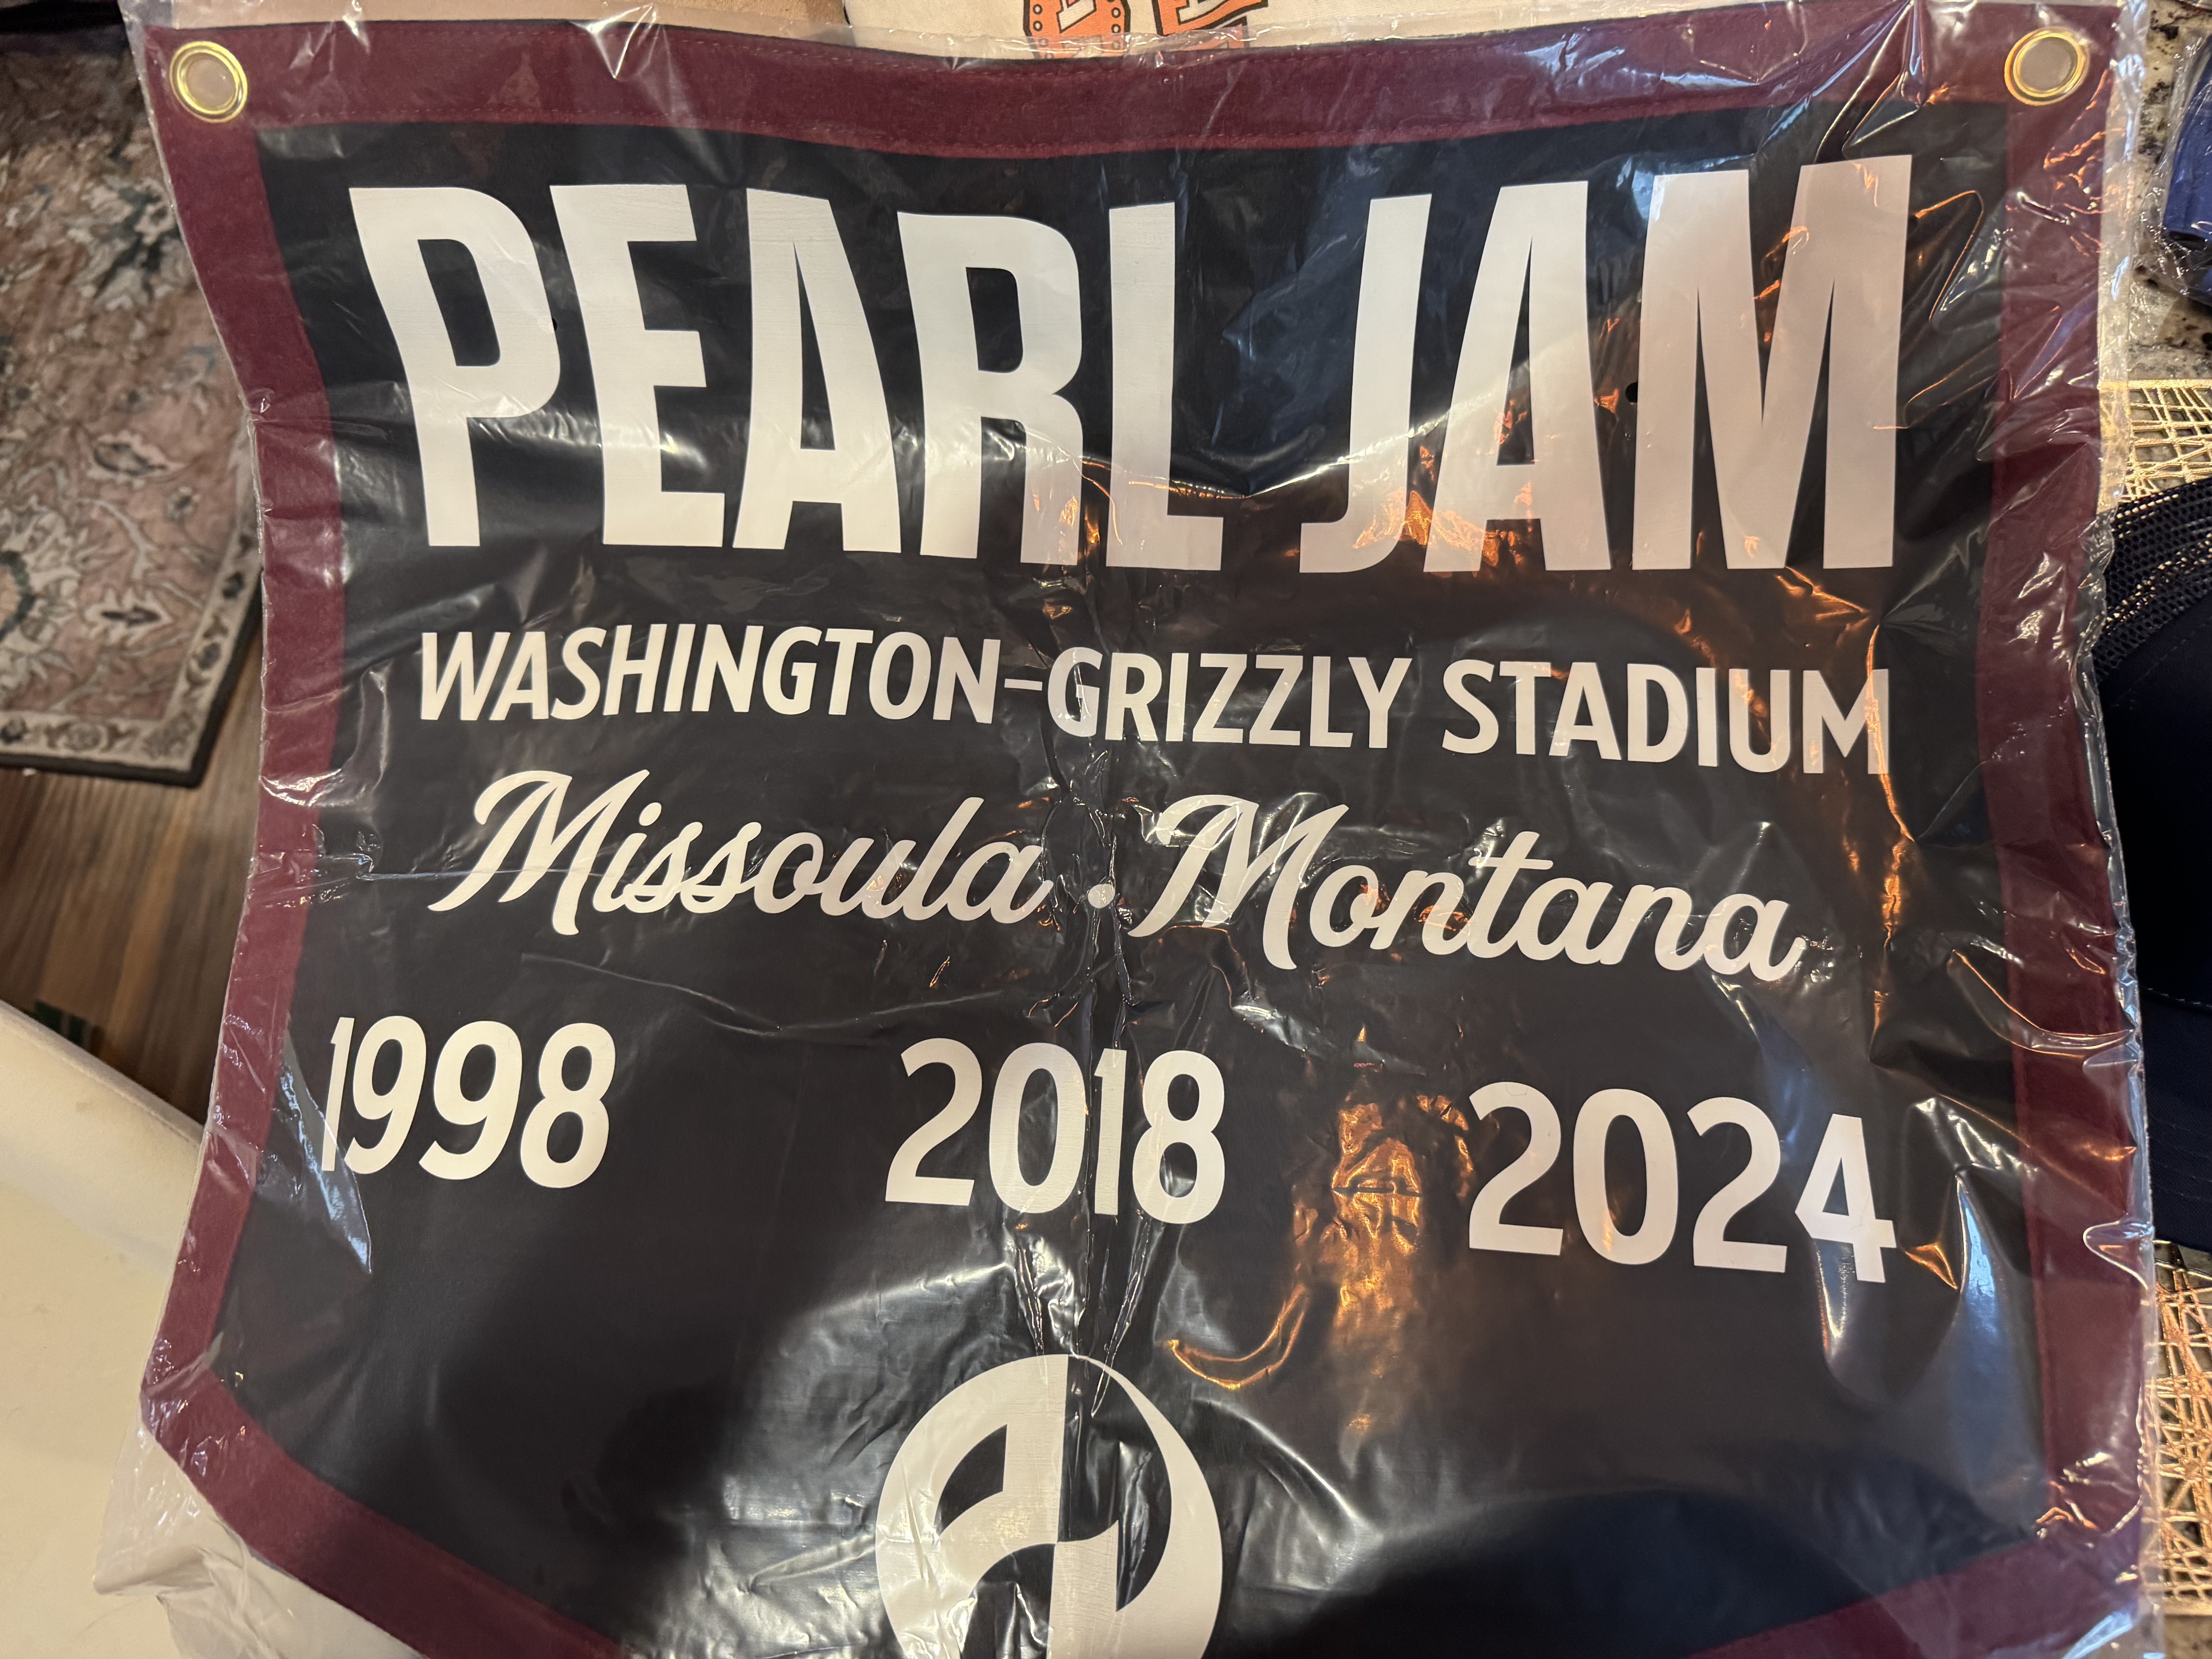 PEARL JAM
WASHINGTON-GRIZZLY STADIUM
Missoula · Montana
1998 2018 2024